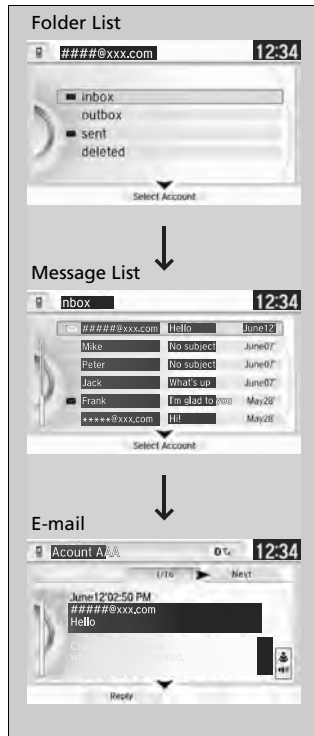 Folder List
####@xxx.com 12:34
inbox
outbox
sent
deleted
Select Account
Message List
nbox 12:34
#####@xxx.com Hello June12'
Mike No subject June07'
Peter No subject June07'
Jack What's up June07'
Frank I'm glad to you May28'
*****@xxx.com Hi! May28'
Select Account
E-mail
Acount AAA 12:34
1/16 Next
June12'02:50 PM
#####@xxx.com
Hello
Reply